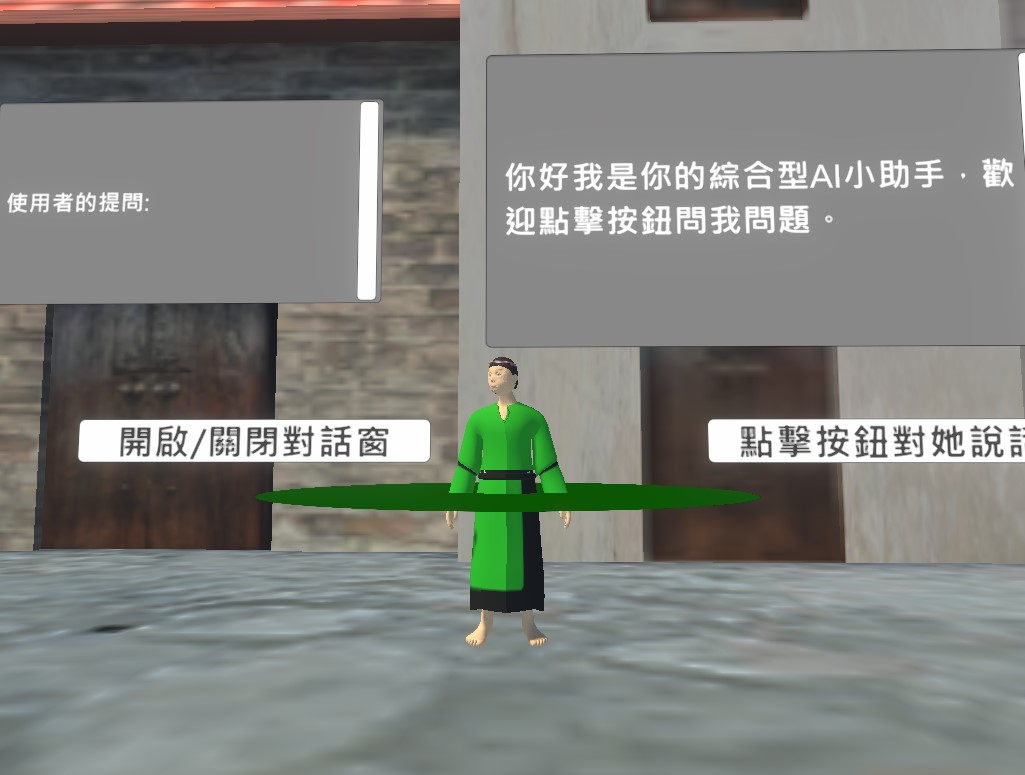 使用者的提問:
你好我是你的綜合型AI小助手，歡
迎點擊按鈕問我問題。
開啟/關閉對話窗
點擊按鈕對她說話